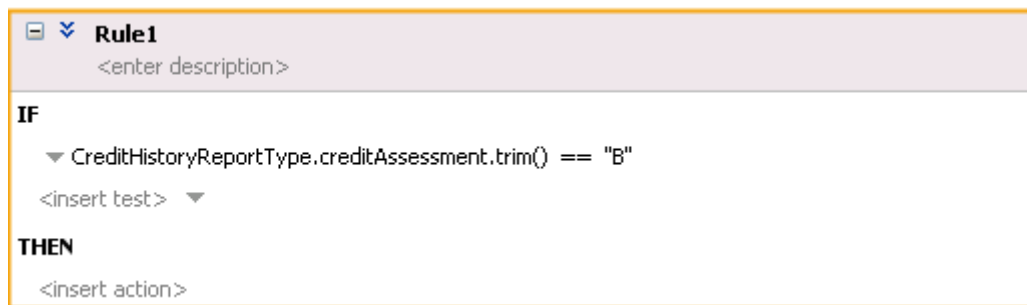 Rule1
<enter description>
IF
CreditHistoryReportType.creditAssessment.trim() == "B"
<insert test>
THEN
<insert action>